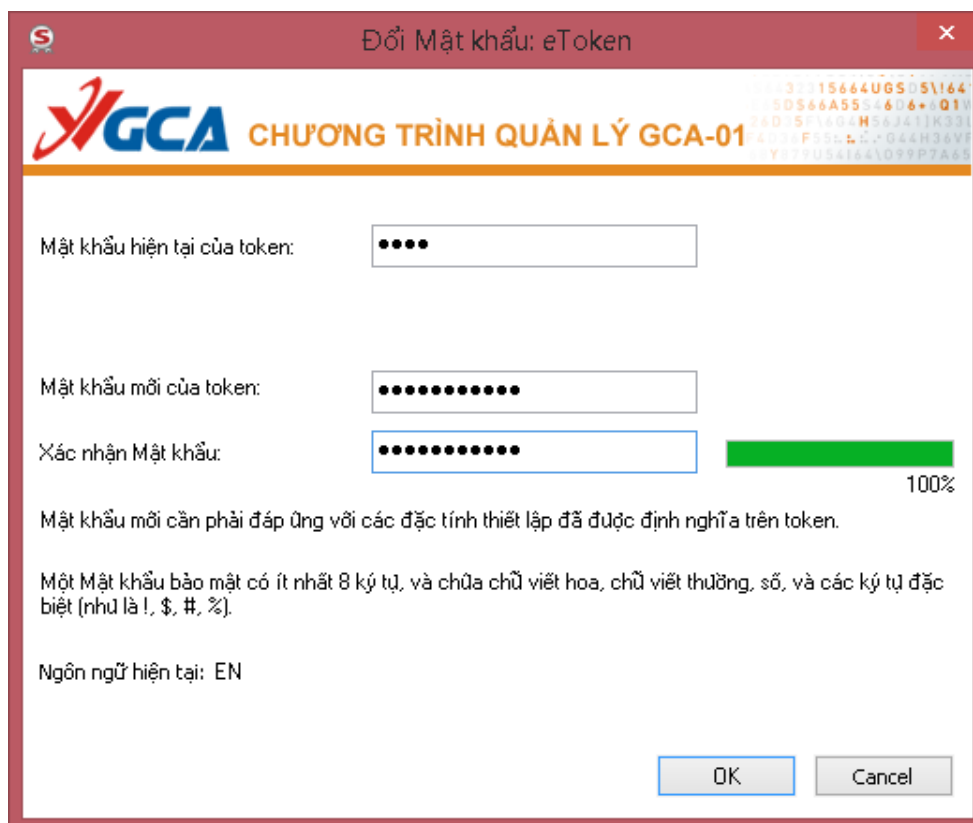 Đổi Mật khẩu: eToken
GCA CHƯƠNG TRÌNH QUẢN LÝ GCA-01
Mật khẩu hiện tại của token:
Mật khẩu mới của token:
Xác nhận Mật khẩu:
100%
Mật khẩu mới cần phải đáp ứng với các đặc tính thiết lập đã được định nghĩa trên token.
Một Mật khẩu bảo mật có ít nhất 8 ký tự, và chứa chữ viết hoa, chữ viết thường, số, và các ký tự đặc
biệt (như là !, $, #, %).
Ngôn ngữ hiện tại: EN
OK Cancel